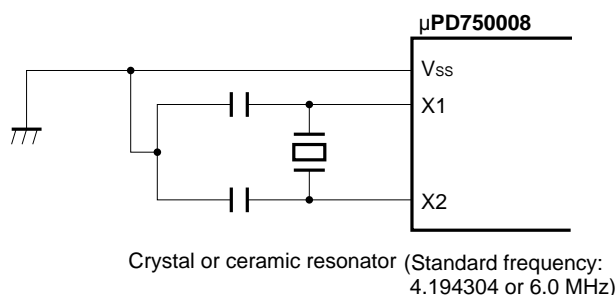 μPD750008
Vss
X1
X2
Crystal or ceramic resonator (Standard frequency:
4.194304 or 6.0 MHz)